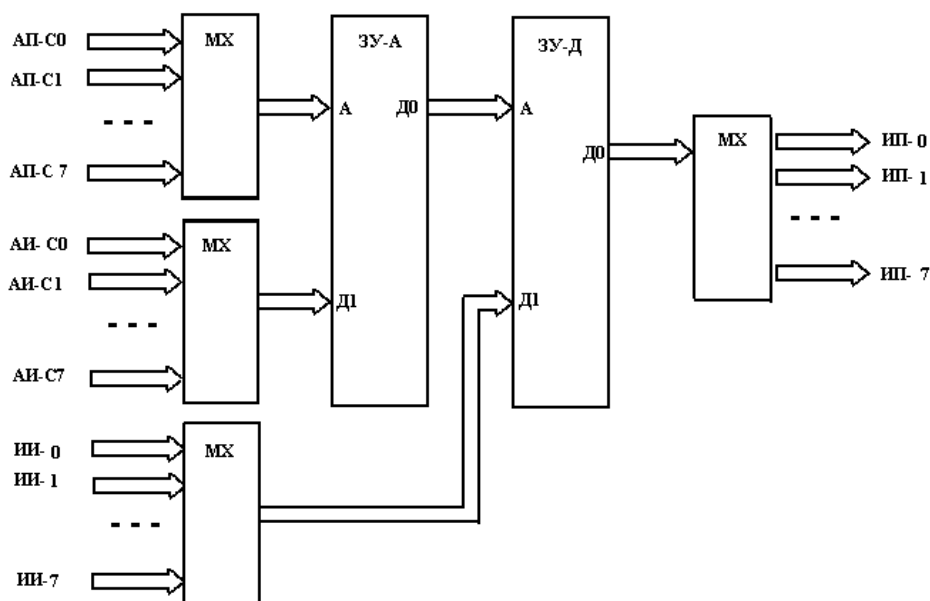 АП-С0
АП-С1
- - -
АП-С 7
МХ
ЗУ-А
А
Д0
Д1
ЗУ-Д
А
Д0
Д1
МХ
ИП- 0
ИП- 1
- - -
ИП- 7
АИ- С0
АИ-С1
- - -
АИ-С7
МХ
ИИ- 0
ИИ- 1
- - -
ИИ-7
МХ